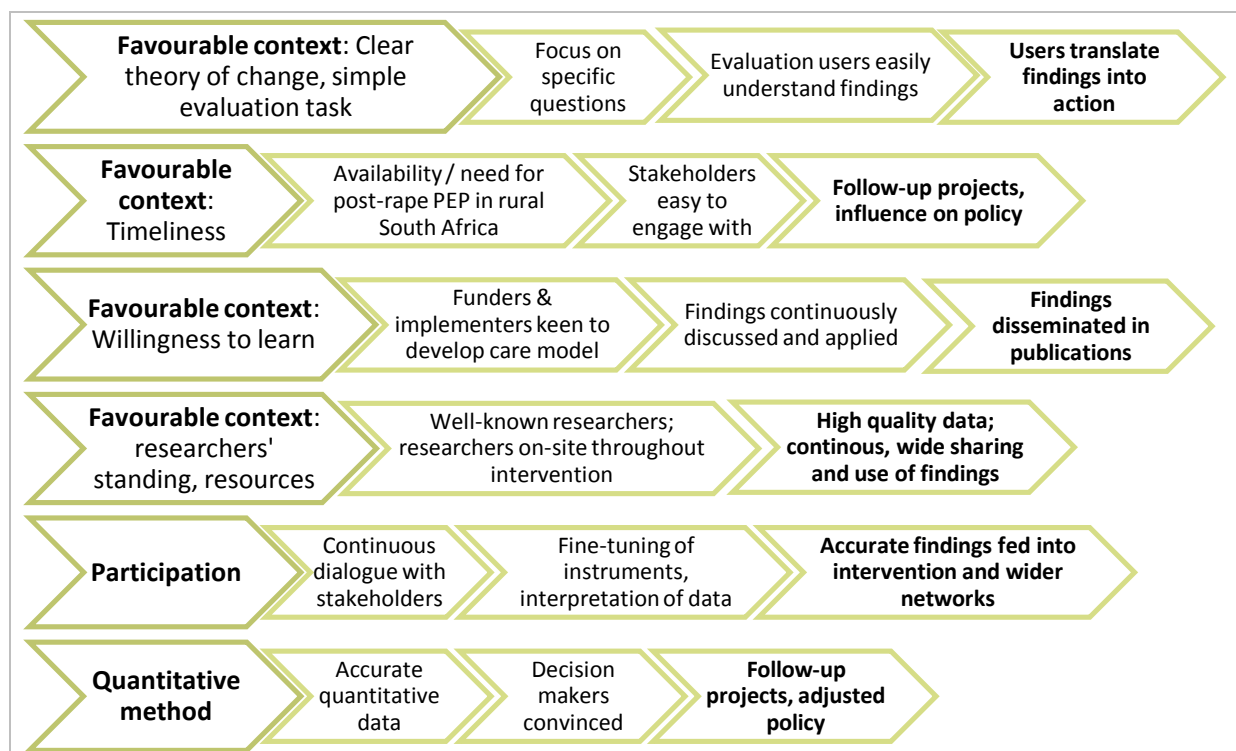 Favourable context: Clear
theory of change, simple
evaluation task
Focus on
specific
questions
Evaluation users easily
understand findings
Users translate
findings into
action
Favourable
context:
Timeliness
Availability / need for
post-rape PEP in rural
South Africa
Stakeholders
easy to
engage with
Follow-up projects,
influence on policy
Favourable context:
Willingness to learn
Funders &
implementers keen to
develop care model
Findings continuously
discussed and applied
Findings
disseminated in
publications
Favourable context:
researchers'
standing, resources
Well-known researchers;
researchers on-site throughout
intervention
High quality data;
continous, wide sharing
and use of findings
Participation
Continuous
dialogue with
stakeholders
Fine-tuning of
instruments,
interpretation of data
Accurate findings fed into
intervention and wider
networks
Quantitative
method
Accurate
quantitative
data
Decision
makers
convinced
Follow-up
projects, adjusted
policy